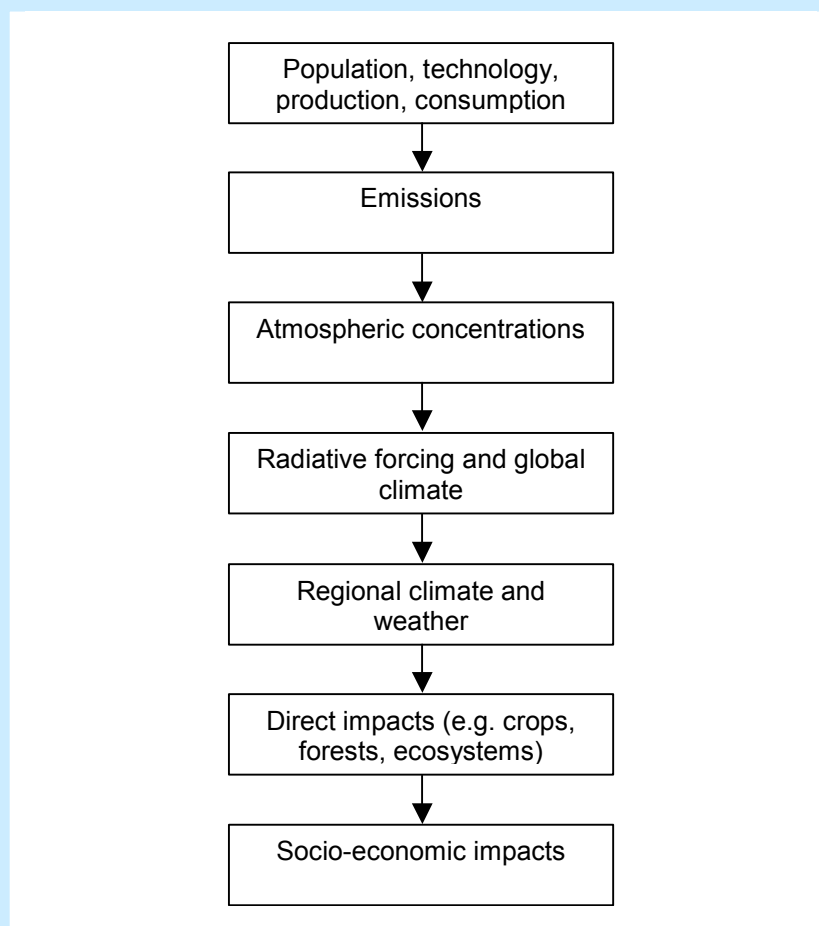 Population, technology,
production, consumption
Emissions
Atmospheric concentrations
Radiative forcing and global
climate
Regional climate and
weather
Direct impacts (e.g. crops,
forests, ecosystems)
Socio-economic impacts